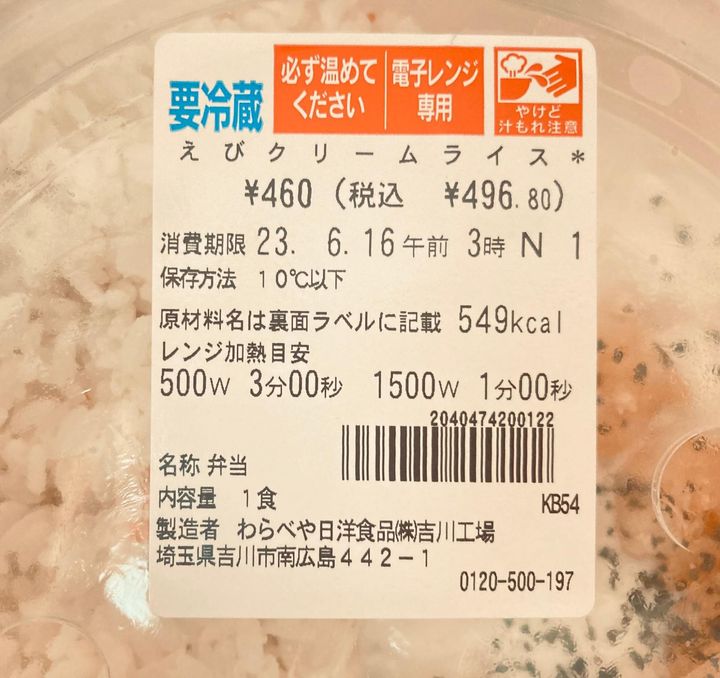 要冷蔵 必ず温めてください 電子レンジ専用
やけど
汁もれ注意
えびクリームライス*
¥460(税込 ¥496.80)
消費期限 23. 6.16午前 3時 N 1
保存方法 10℃以下
原材料名は裏面ラベルに記載 549kcal
レンジ加熱目安
500W 3分00秒 1500W 1分00秒
2040474200122
名称 弁当
内容量 1食
KB54
製造者 わらべや日洋食品㈱吉川工場
埼玉県吉川市南広島442-1
0120-500-197